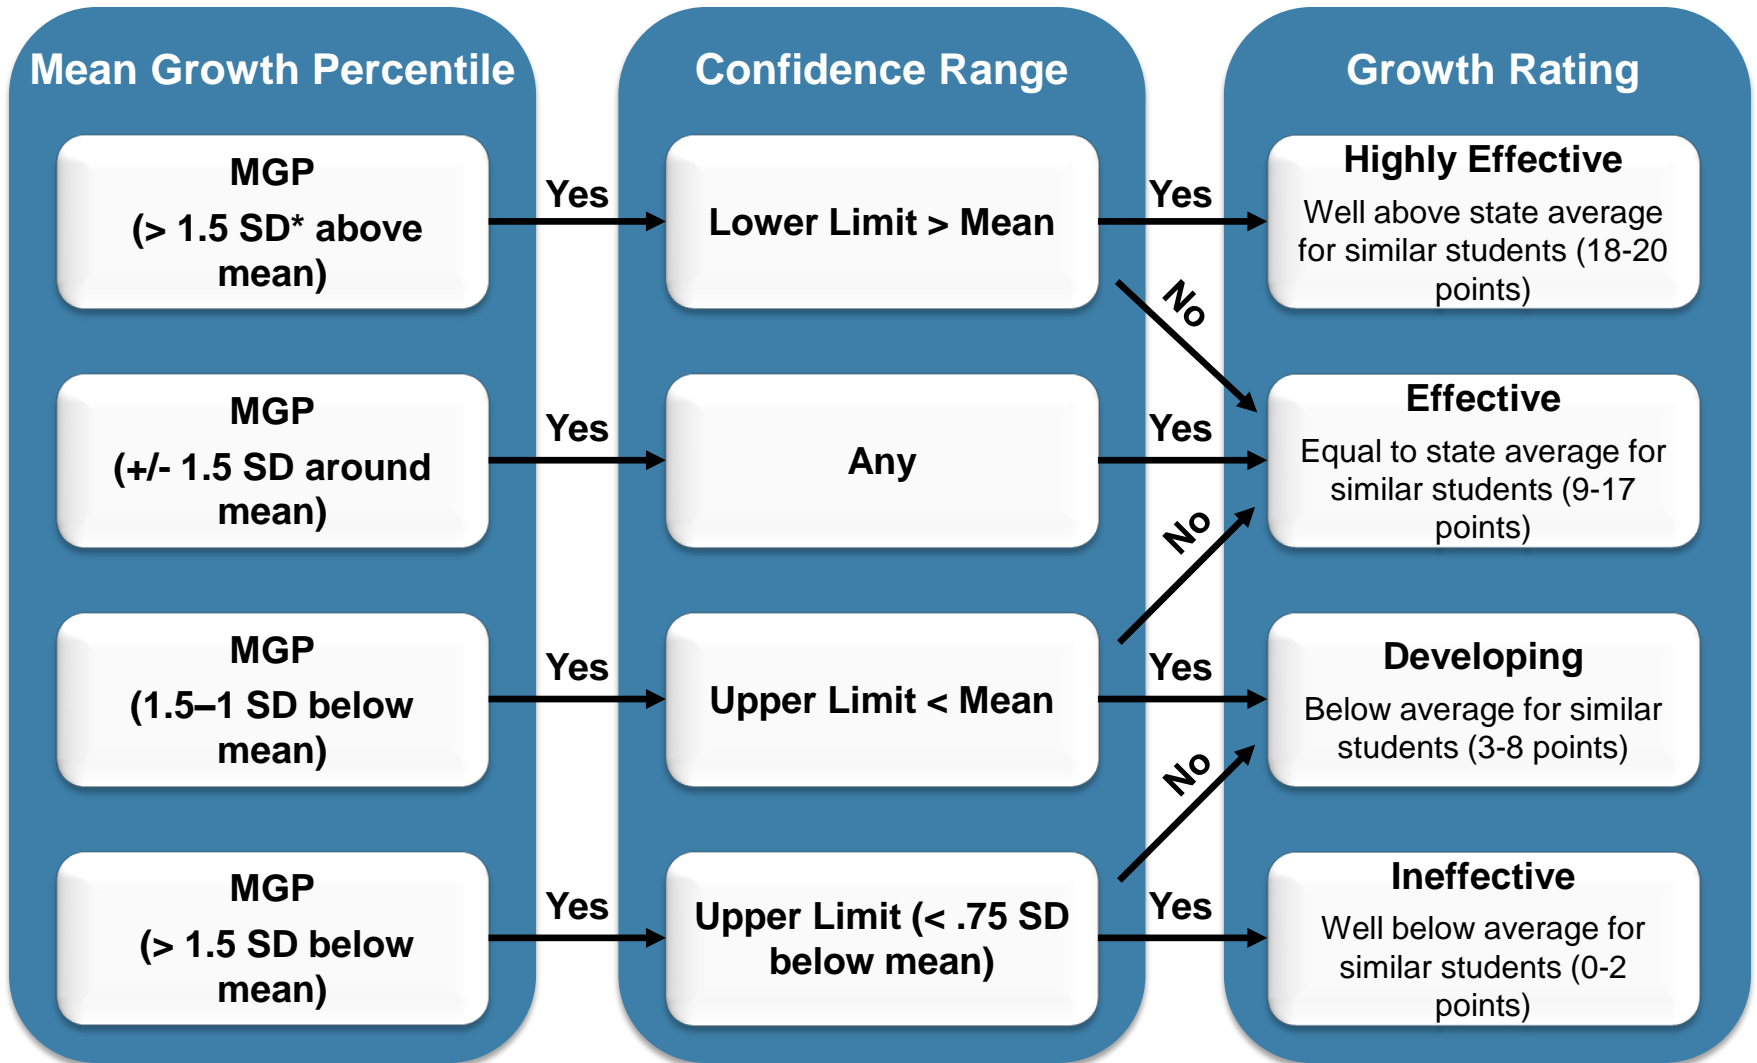 Mean Growth Percentile
Confidence Range
Growth Rating
MGP
(> 1.5 SD* above
mean)
Yes
Lower Limit > Mean
Yes
No
Highly Effective
Well above state average
for similar students (18-20
points)
MGP
(+/- 1.5 SD around
mean)
Yes
Any
Yes
Effective
Equal to state average for
similar students (9-17
points)
MGP
(1.5–1 SD below
mean)
Yes
Upper Limit < Mean
No
Yes
Developing
Below average for similar
students (3-8 points)
MGP
(> 1.5 SD below
mean)
Yes
Upper Limit (< .75 SD
below mean)
No
Yes
Ineffective
Well below average for
similar students (0-2
points)